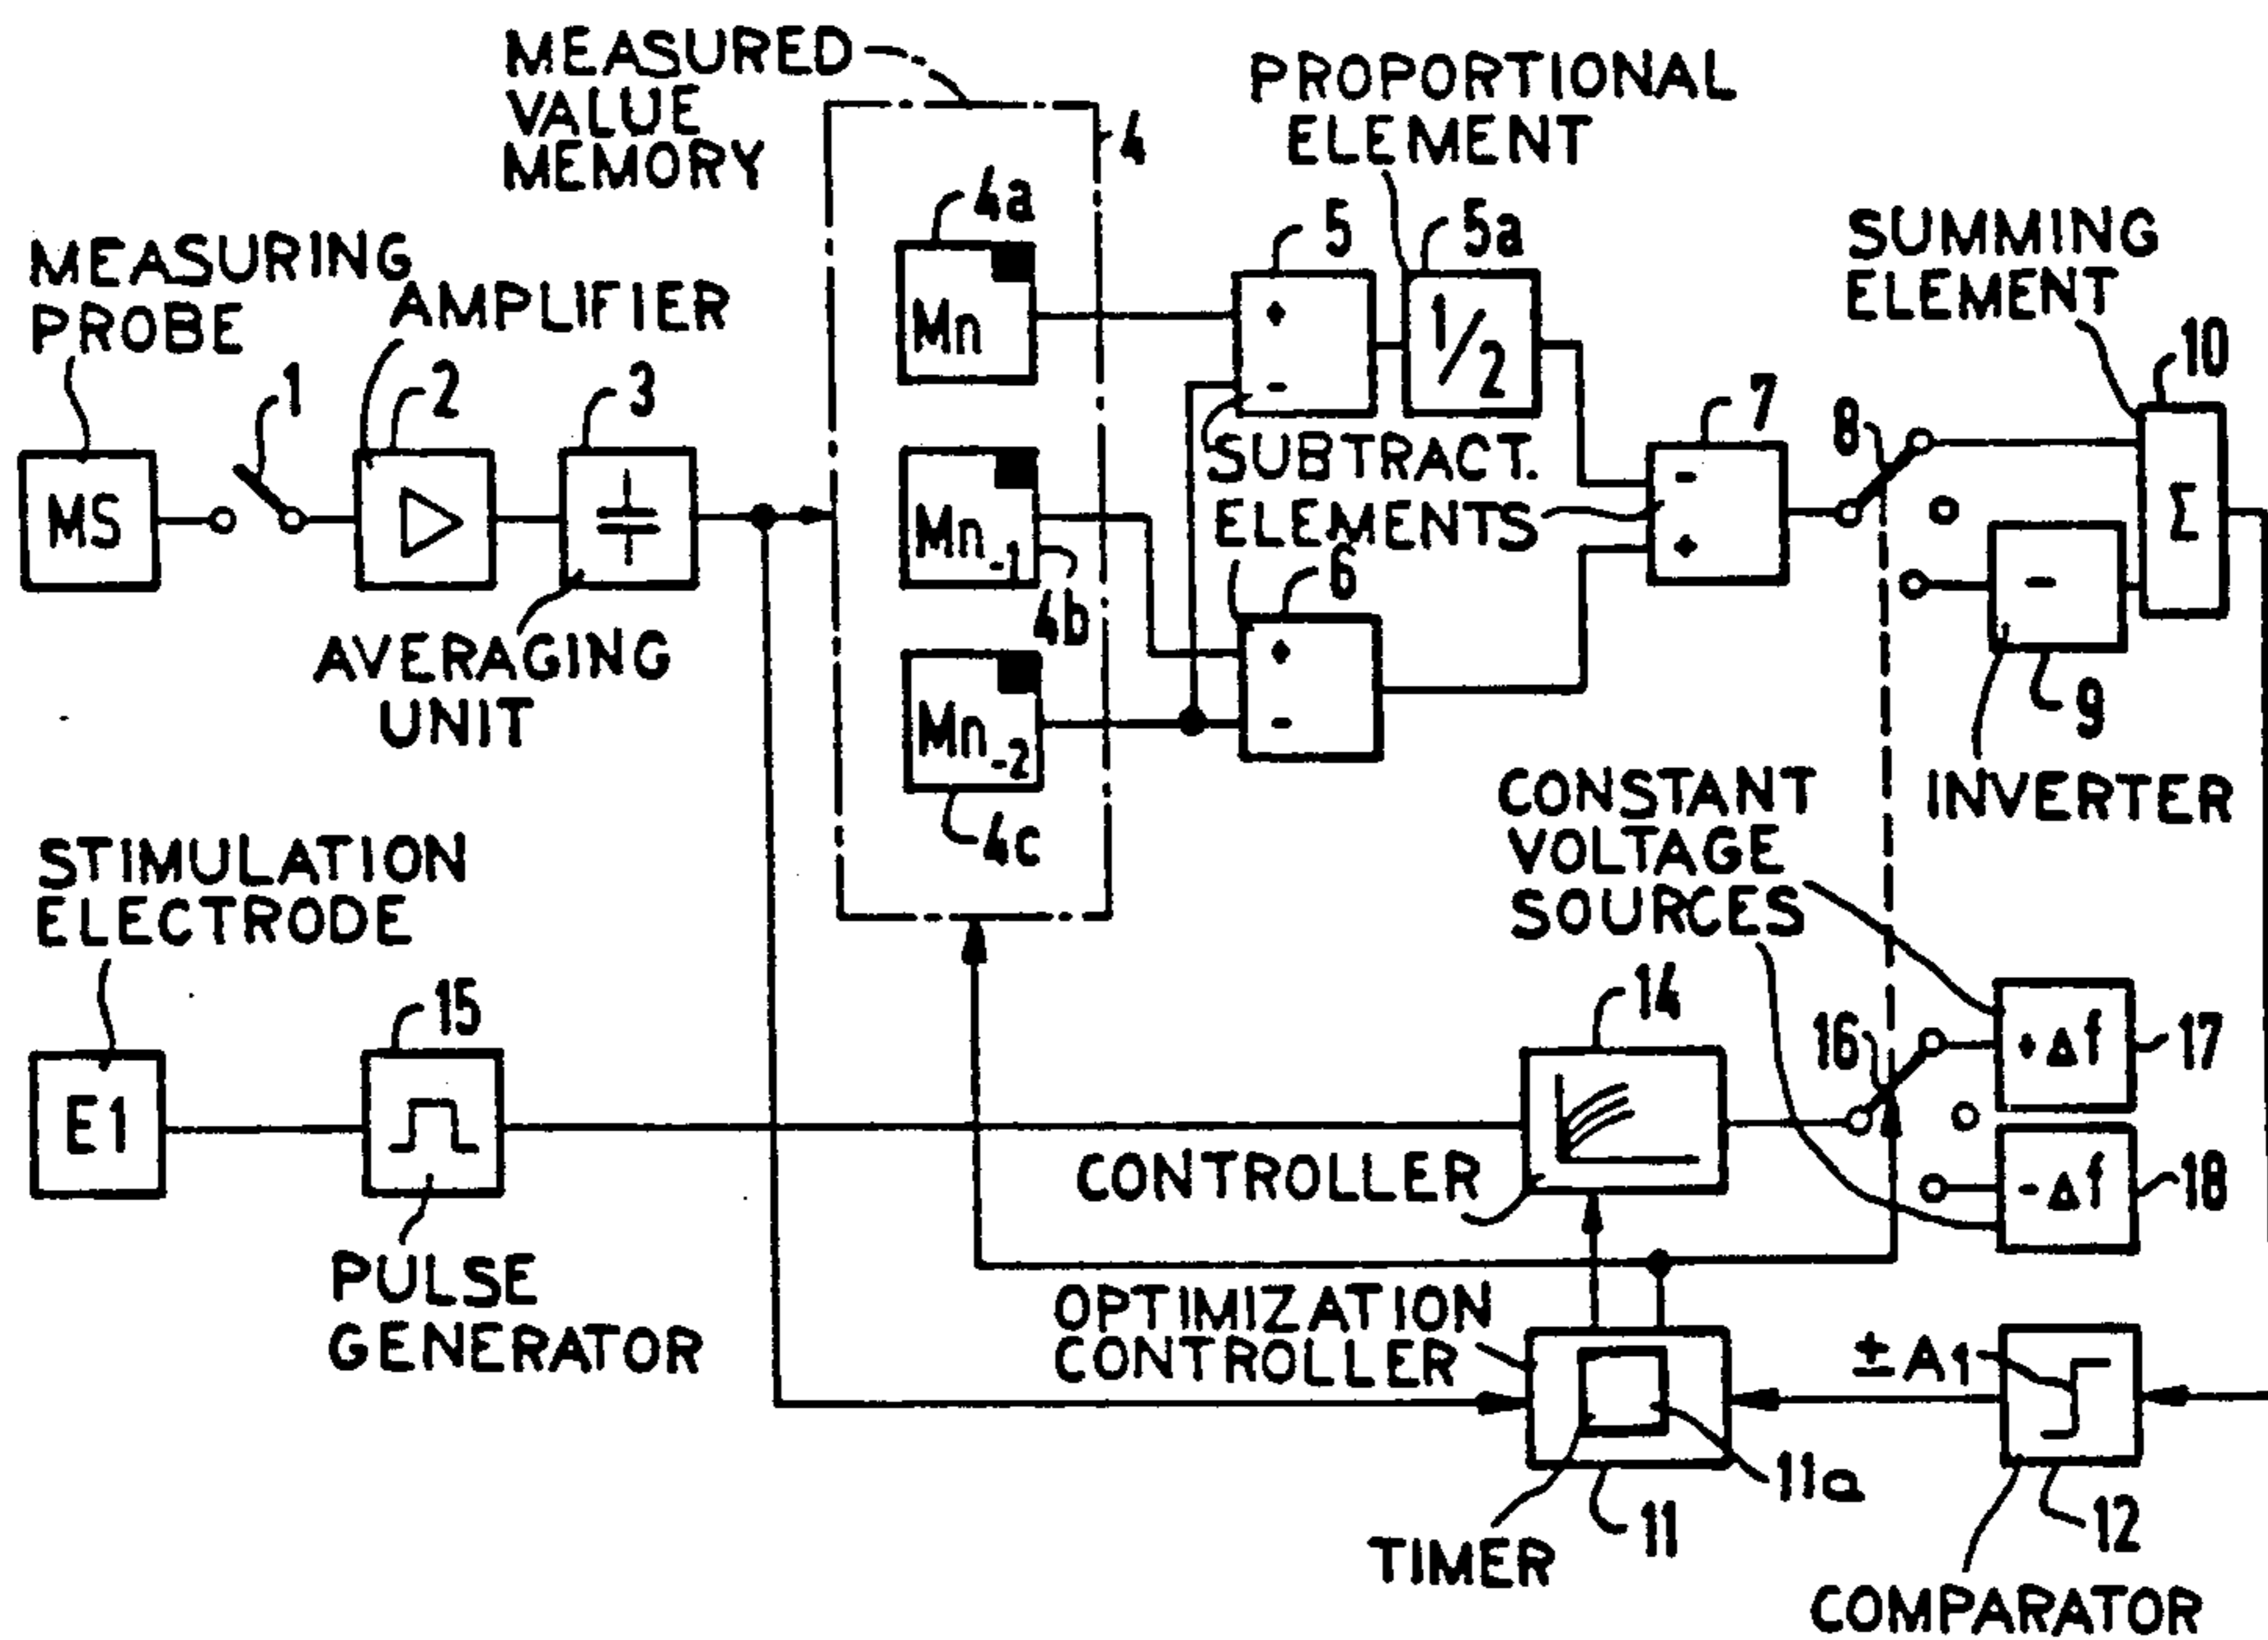 MEASURED
VALUE
MEMORY
4
PROPORTIONAL
ELEMENT
4a
5
5a
SUMMING
ELEMENT
10
MEASURING
PROBE
AMPLIFIER
1
2
3
Mn
+
-
1/2
7
8
MS
Mn-1
4b
SUBTRACT.
ELEMENTS
-
+
Σ
-
9
INVERTER
AVERAGING
UNIT
6
+
-
Mn-2
4c
CONSTANT
VOLTAGE
SOURCES
STIMULATION
ELECTRODE
15
14
16
+Δf
17
E1
-Δf
18
CONTROLLER
PULSE
GENERATOR
OPTIMIZATION
CONTROLLER
±A1
11a
11
12
TIMER
COMPARATOR